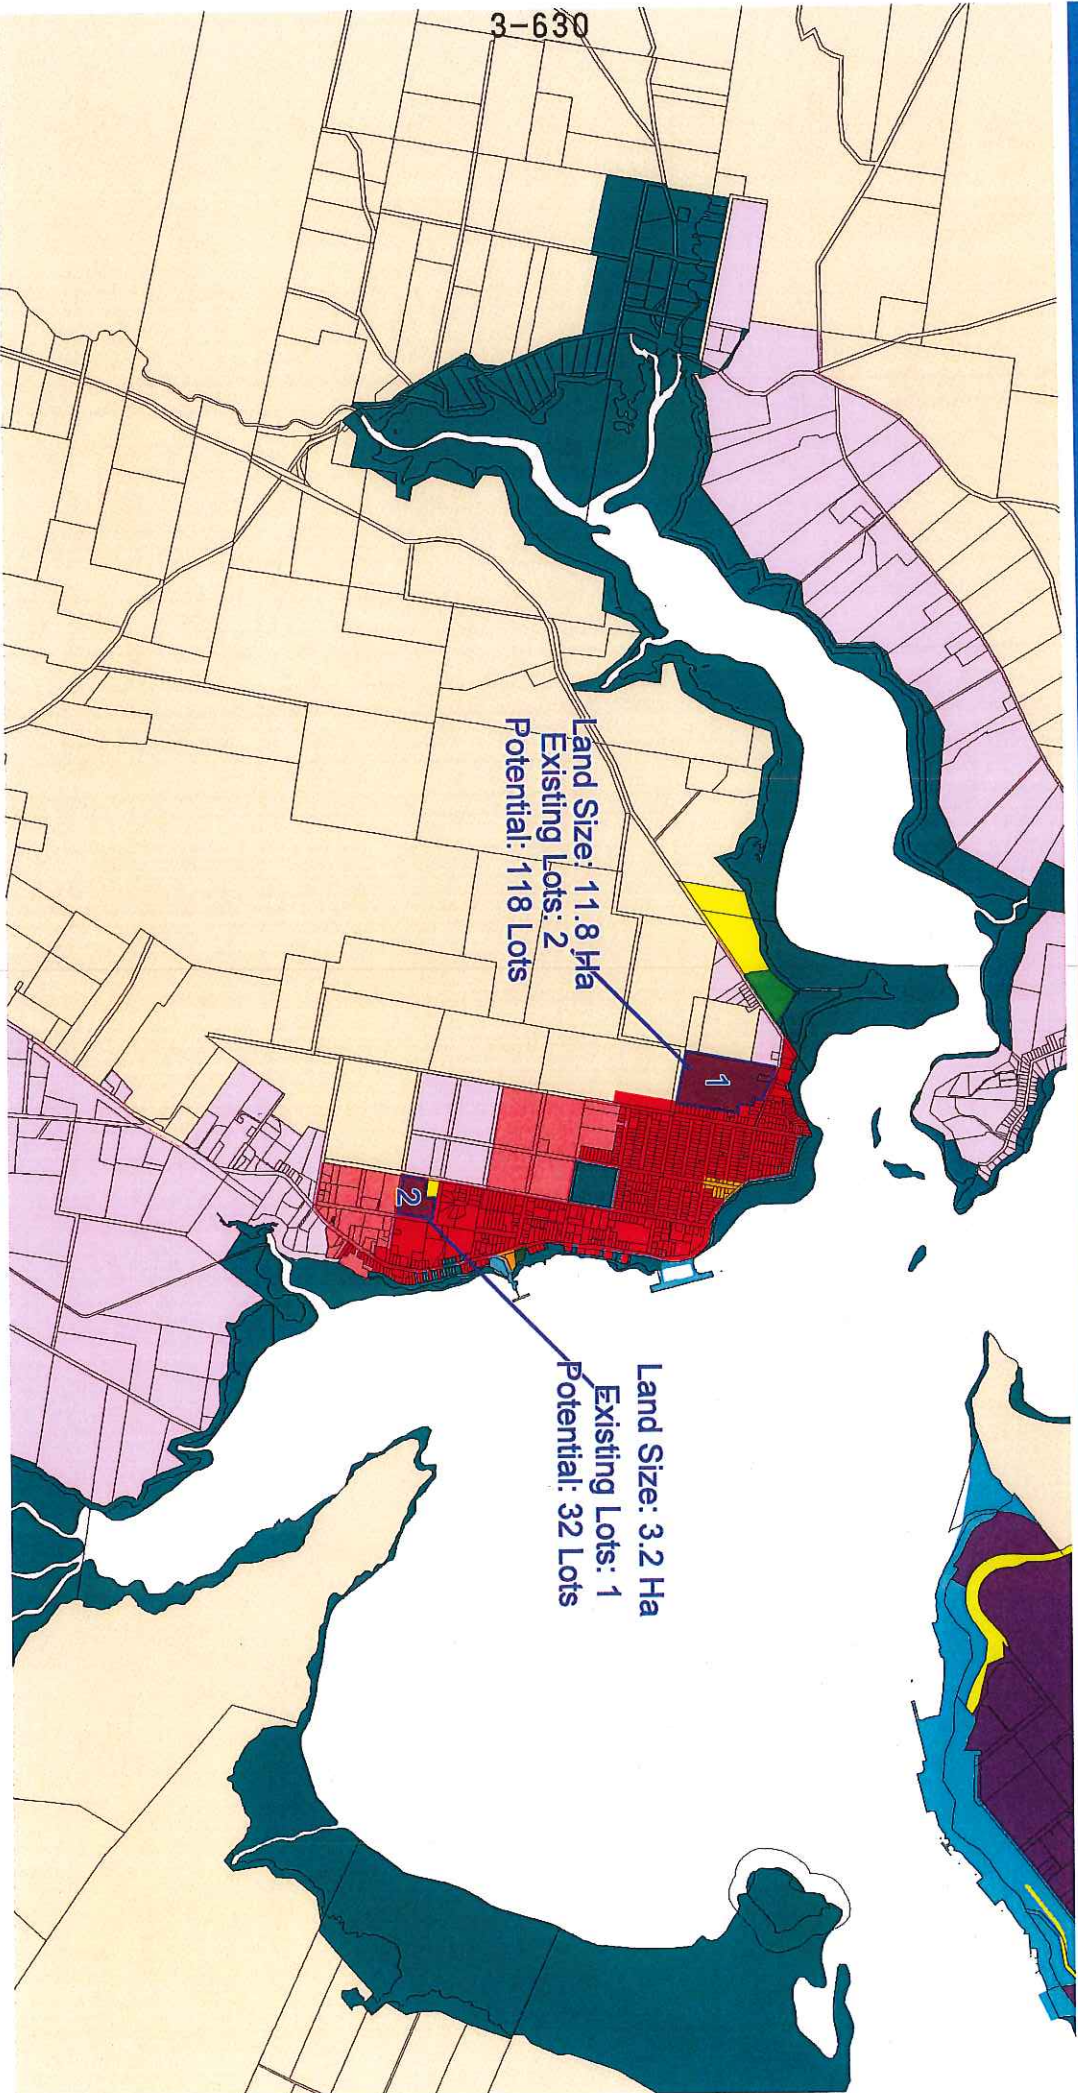 3-630
Land Size: 11.8 Ha
Existing Lots: 2
Potential: 118 Lots
1
2
Land Size: 3.2 Ha
Existing Lots: 1
Potential: 32 Lots